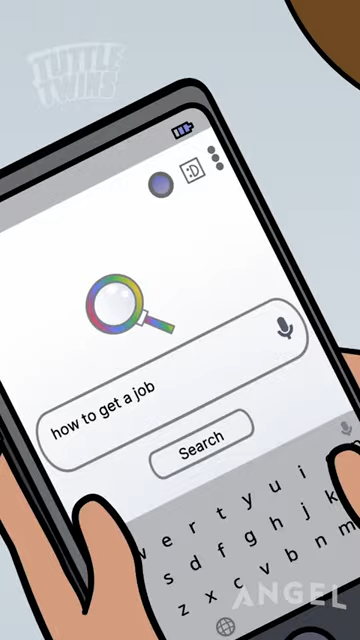 TUTTLE
TWINS
:D
how to get a job
Search
w e r t y u i
s d f g h j k
z x c v b n m
ANGEL